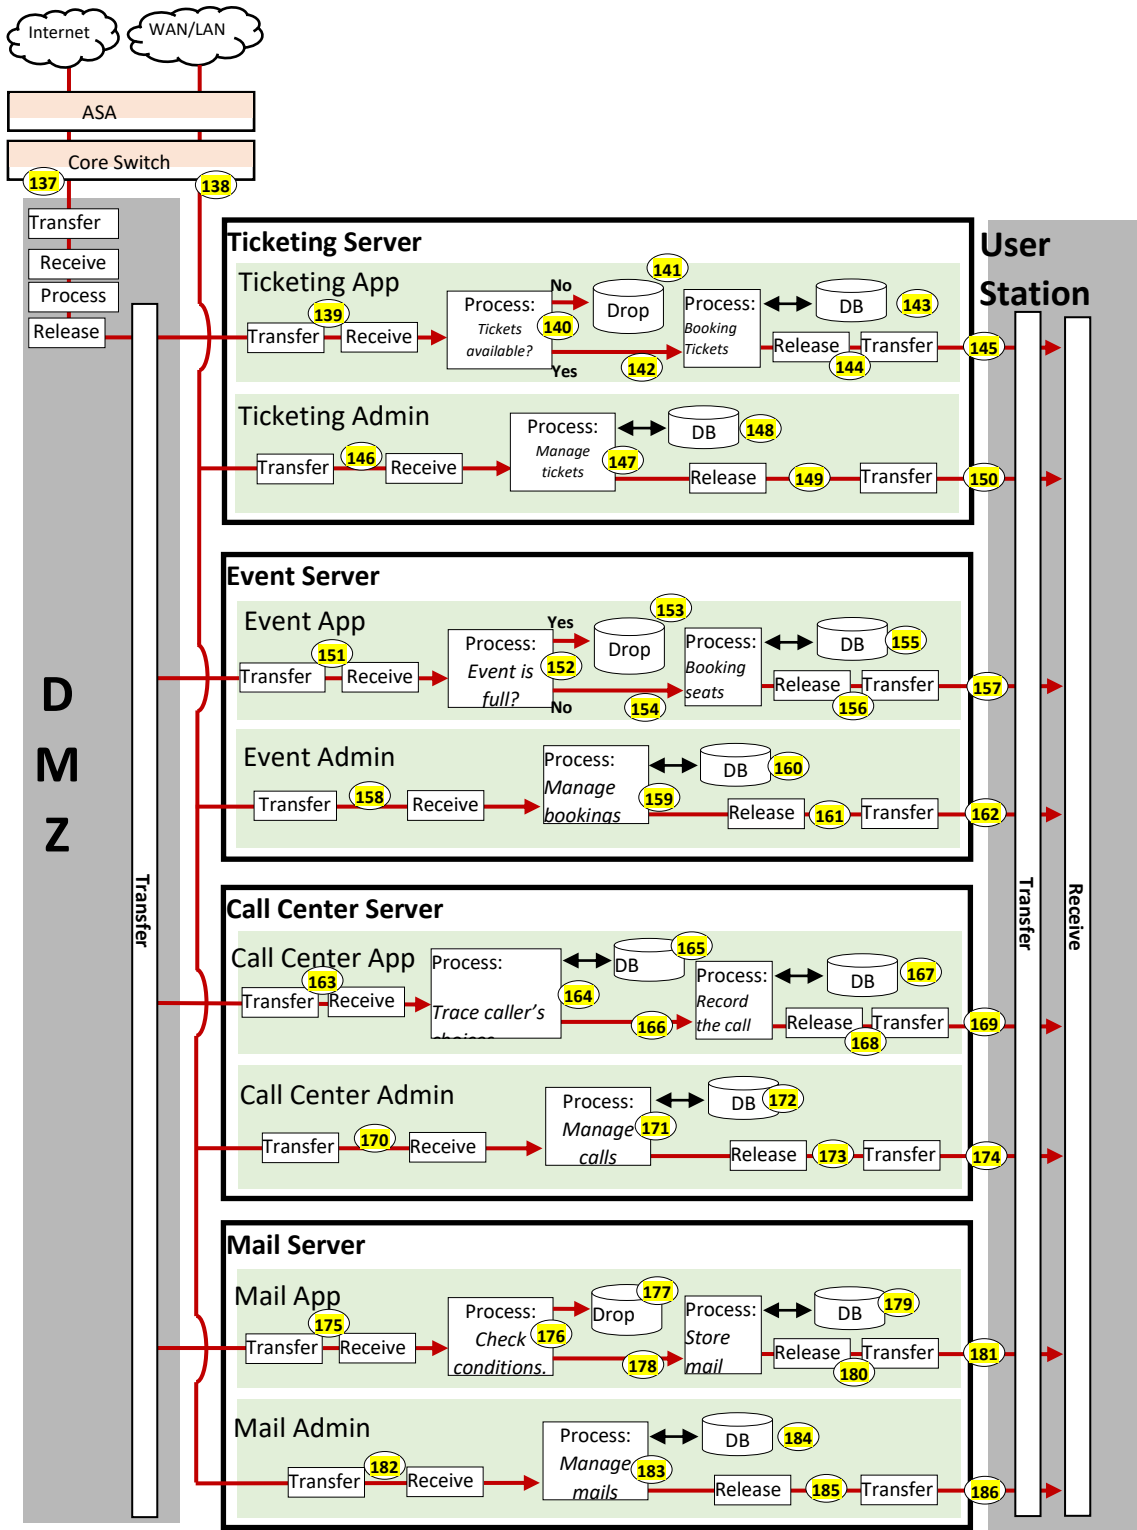 Internet
WAN/LAN
ASA
Core Switch
137
138
Transfer
Receive
Process
Release
DMZ
Transfer
User
Station
Transfer
Receive
Ticketing Server
Ticketing App
139
Transfer
Receive
Process:
Tickets
available?
No
140
Yes
141
Drop
142
Process:
Booking
Tickets
DB
143
Release
144
Transfer
145
Ticketing Admin
Transfer
146
Receive
Process:
Manage
tickets
147
DB
148
Release
149
Transfer
150
Event Server
Event App
151
Transfer
Receive
Process:
Event is
full?
Yes
152
No
153
Drop
154
Process:
Booking
seats
DB
155
Release
156
Transfer
157
Event Admin
Transfer
158
Receive
Process:
Manage
bookings
159
DB
160
Release
161
Transfer
162
Call Center Server
Call Center App
163
Transfer
Receive
Process:
Trace caller's
choices
164
DB
165
166
Process:
Record
the call
DB
167
Release
168
Transfer
169
Call Center Admin
Transfer
170
Receive
Process:
Manage
calls
171
DB
172
Release
173
Transfer
174
Mail Server
Mail App
175
Transfer
Receive
Process:
Check
conditions.
176
177
Drop
178
Process:
Store
mail
DB
179
Release
180
Transfer
181
Mail Admin
Transfer
182
Receive
Process:
Manage
mails
183
DB
184
Release
185
Transfer
186